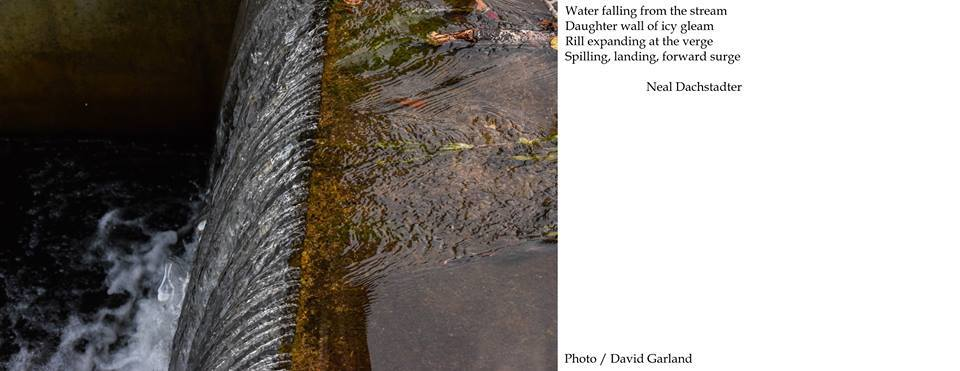 Water falling from the stream
Daughter wall of icy gleam
Rill expanding at the verge
Spilling, landing, forward surge
Neal Dachstadter
Photo / David Garland